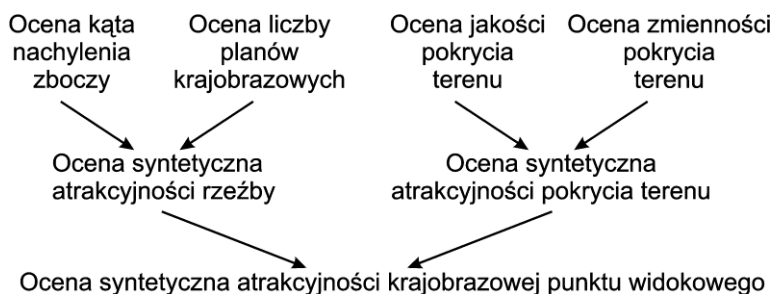 Ocena kąta
nachylenia
zboczy
Ocena liczby
planów
krajobrazowych
Ocena jakości
pokrycia
terenu
Ocena zmienności
pokrycia
terenu
Ocena syntetyczna
atrakcyjności rzeźby
Ocena syntetyczna
atrakcyjności pokrycia terenu
Ocena syntetyczna atrakcyjności krajobrazowej punktu widokowego